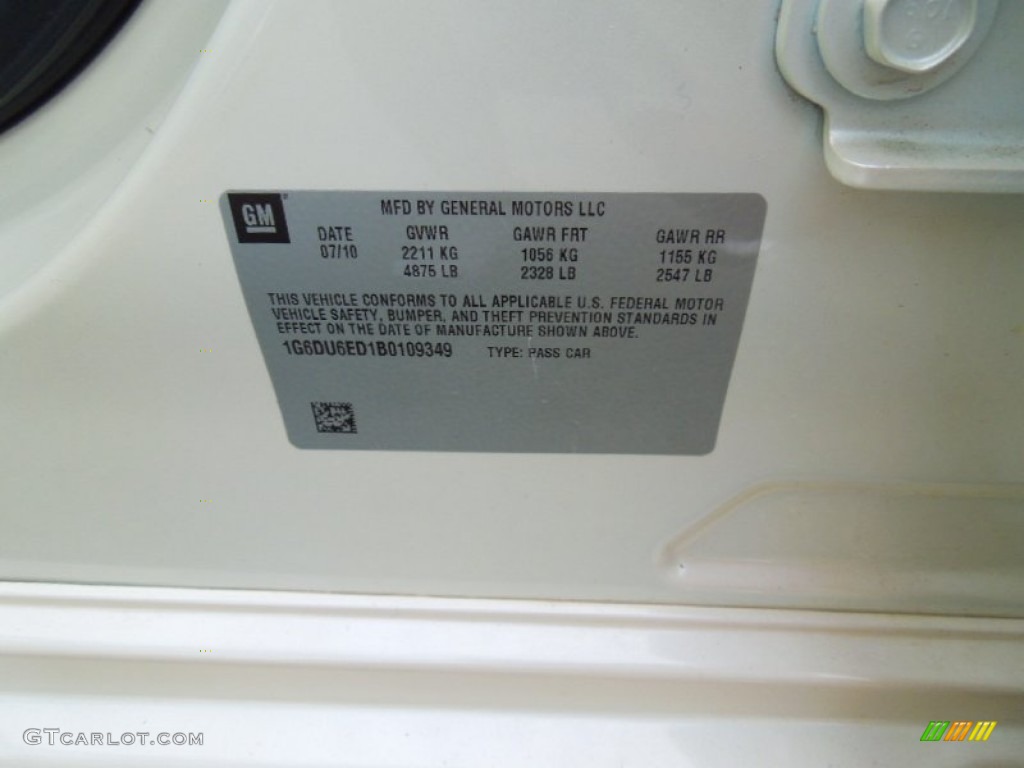 GM
MFD BY GENERAL MOTORS LLC
DATE GVWR GAWR FRT GAWR RR
07/10 2211 KG 1056 KG 1155 KG
4875 LB 2328 LB 2547 LB
THIS VEHICLE CONFORMS TO ALL APPLICABLE U.S. FEDERAL MOTOR
VEHICLE SAFETY, BUMPER, AND THEFT PREVENTION STANDARDS IN
EFFECT ON THE DATE OF MANUFACTURE SHOWN ABOVE.
1G6DU6ED1B0109349 TYPE: PASS CAR
GTCARLOT.COM